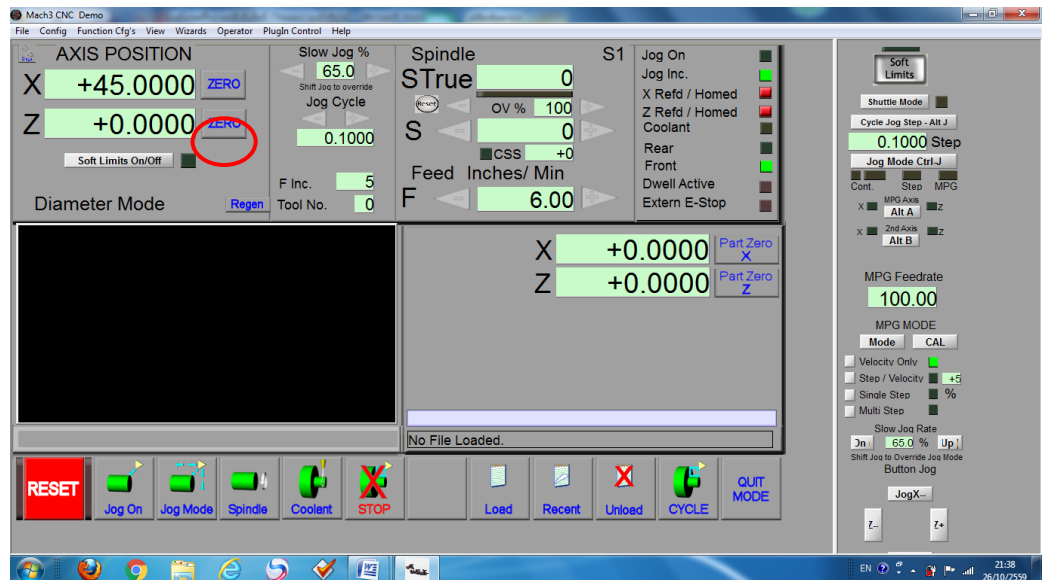 Mach3 CNC Demo
File Config Function Cfg's View Wizards Operator PlugIn Control Help
AXIS POSITION
X +45.0000 ZERO
Z +0.0000 ZERO
Soft Limits On/Off
Diameter Mode Regen
Slow Jog %
65.0
Shift Jog to override
Jog Cycle
0.1000
F Inc. 5
Tool No. 0
Spindle S1
STrue 0
Reset OV % 100
S 0
CSS +0
Feed Inches/ Min
F 6.00
Jog On
Jog Inc.
X Refd / Homed
Z Refd / Homed
Coolant
Rear
Front
Dwell Active
Extern E-Stop
X +0.0000 Part Zero X
Z +0.0000 Part Zero Z
No File Loaded.
RESET
Jog On Jog Mode Spindle Coolant STOP Load Recent Unload CYCLE QUIT MODE
Soft
Limits
Shuttle Mode
Cycle Jog Step - Alt J
0.1000 Step
Jog Mode Ctrl-J
Cont. Step MPG
MPG Axis
X Alt A Z
2nd Axis
X Alt B Z
MPG Feedrate
100.00
MPG MODE
Mode CAL
Velocity Only
Step / Velocity +5
Single Step %
Multi Step
Slow Jog Rate
65.0 % Up
Shift Jog to Override Jog Mode
Button Jog
JogX--
Z-- Z+
EN 21:38
26/10/2559